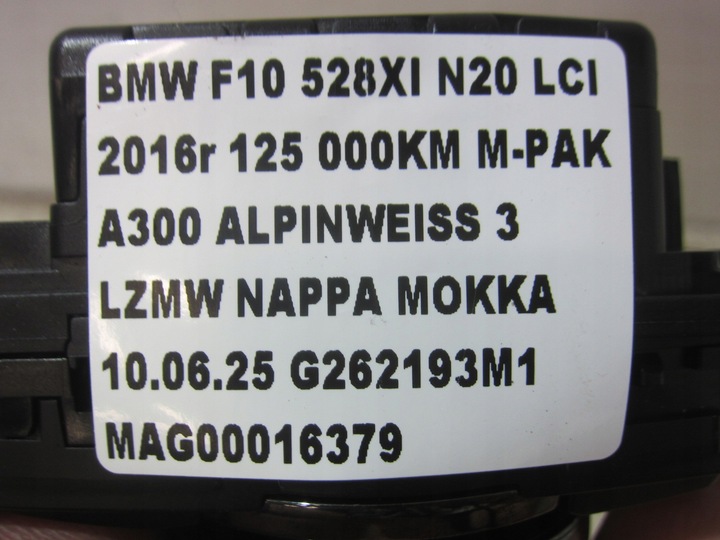 BMW F10 528XI N20 LCI
2016r 125 000KM M-PAK
A300 ALPINWEISS 3
LZMW NAPPA MOKKA
10.06.25 G262193M1
MAG00016379